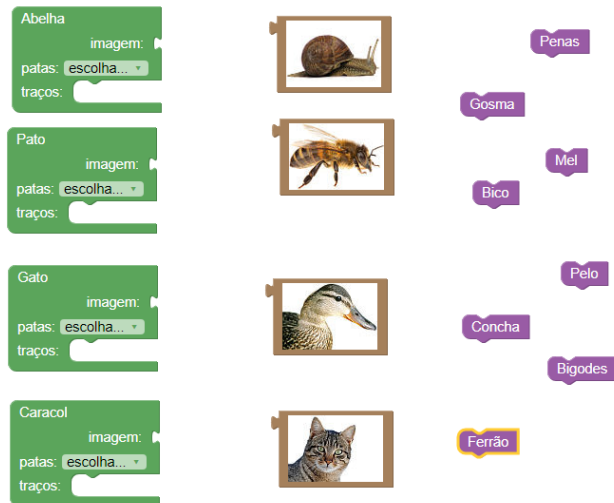 Abelha
imagem:
patas: escolha...
traços:
Pato
imagem:
patas: escolha...
traços:
Gato
imagem:
patas: escolha...
traços:
Caracol
imagem:
patas: escolha...
traços:
Penas
Gosma
Mel
Bico
Pelo
Concha
Bigodes
Ferrão